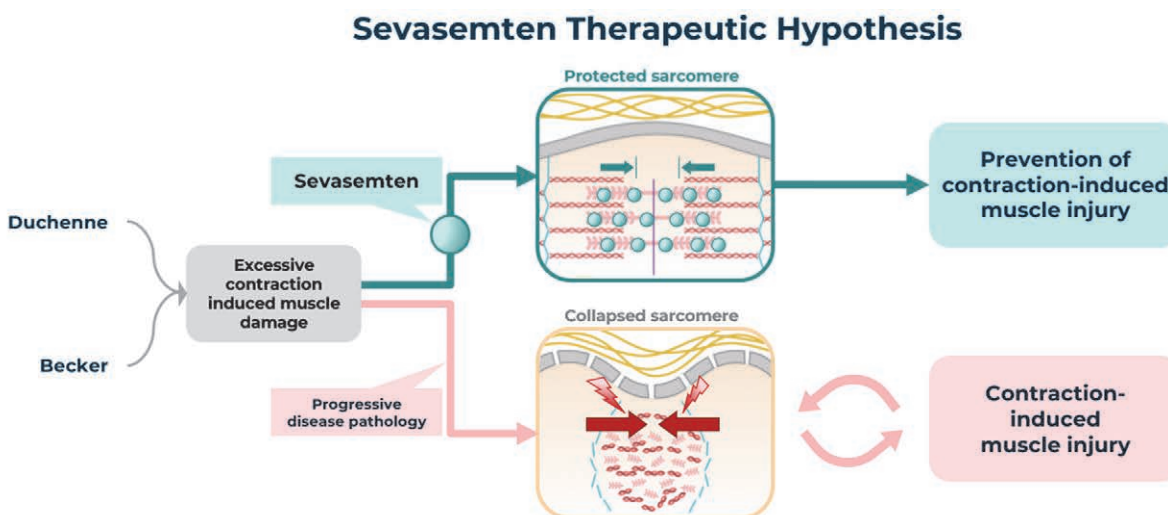 Sevasemten Therapeutic Hypothesis
Protected sarcomere
Sevasemten
Prevention of
contraction-induced
muscle injury
Duchenne
Excessive
contraction
induced muscle
damage
Becker
Collapsed sarcomere
Progressive
disease pathology
Contraction-
induced
muscle injury